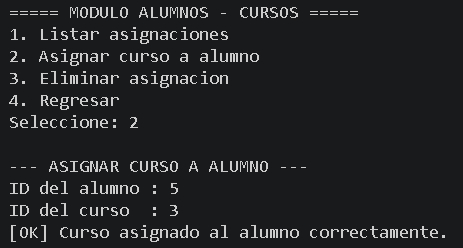 ===== MODULO ALUMNOS - CURSOS =====
1. Listar asignaciones
2. Asignar curso a alumno
3. Eliminar asignacion
4. Regresar
Seleccione: 2

--- ASIGNAR CURSO A ALUMNO ---
ID del alumno : 5
ID del curso  : 3
[OK] Curso asignado al alumno correctamente.